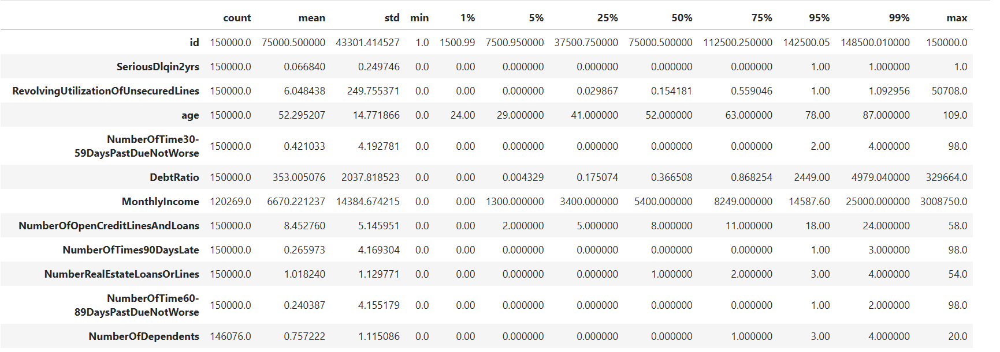 count mean std min 1% 5% 25% 50% 75% 95% 99% max
id 150000.0 75000.500000 43301.414527 1.0 1500.99 7500.950000 37500.750000 75000.500000 112500.250000 142500.05 148500.010000 150000.0
SeriousDlqin2yrs 150000.0 0.066840 0.249746 0.0 0.00 0.000000 0.000000 0.000000 0.000000 1.00 1.000000 1.0
RevolvingUtilizationOfUnsecuredLines 150000.0 6.048438 249.755371 0.0 0.00 0.000000 0.029867 0.154181 0.559046 1.00 1.092956 50708.0
age 150000.0 52.295207 14.771866 0.0 24.00 29.000000 41.000000 52.000000 63.000000 78.00 87.000000 109.0
NumberOfTime30-
59DaysPastDueNotWorse 150000.0 0.421033 4.192781 0.0 0.00 0.000000 0.000000 0.000000 0.000000 2.00 4.000000 98.0
DebtRatio 150000.0 353.005076 2037.818523 0.0 0.00 0.004329 0.175074 0.366508 0.868254 2449.00 4979.040000 329664.0
MonthlyIncome 120269.0 6670.221237 14384.674215 0.0 0.00 1300.000000 3400.000000 5400.000000 8249.000000 14587.60 25000.000000 3008750.0
NumberOfOpenCreditLinesAndLoans 150000.0 8.452760 5.145951 0.0 0.00 2.000000 5.000000 8.000000 11.000000 18.00 24.000000 58.0
NumberOfTimes90DaysLate 150000.0 0.265973 4.169304 0.0 0.00 0.000000 0.000000 0.000000 0.000000 1.00 3.000000 98.0
NumberRealEstateLoansOrLines 150000.0 1.018240 1.129771 0.0 0.00 0.000000 0.000000 1.000000 2.000000 3.00 4.000000 54.0
NumberOfTime60-
89DaysPastDueNotWorse 150000.0 0.240387 4.155179 0.0 0.00 0.000000 0.000000 0.000000 0.000000 1.00 2.000000 98.0
NumberOfDependents 146076.0 0.757222 1.115086 0.0 0.00 0.000000 0.000000 0.000000 1.000000 3.00 4.000000 20.0